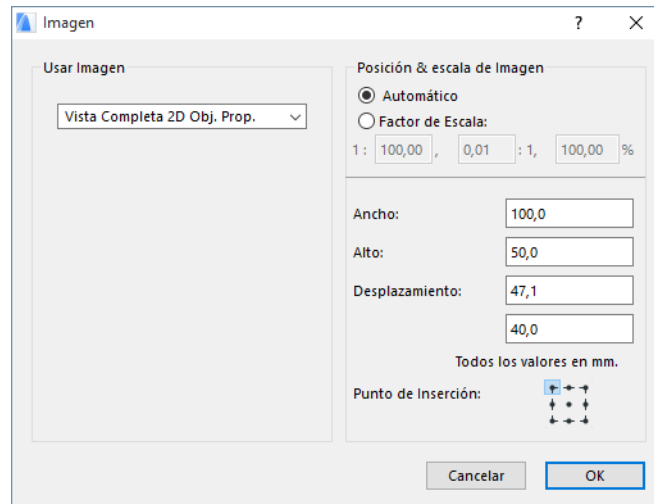 Imagen
?
Usar Imagen
Vista Completa 2D Obj. Prop.
Posición & escala de Imagen
Automático
Factor de Escala:
1 : 100,00 , 0,01 : 1, 100,00 %
Ancho: 100,0
Alto: 50,0
Desplazamiento: 47,1
40,0
Todos los valores en mm.
Punto de Inserción:
Cancelar OK